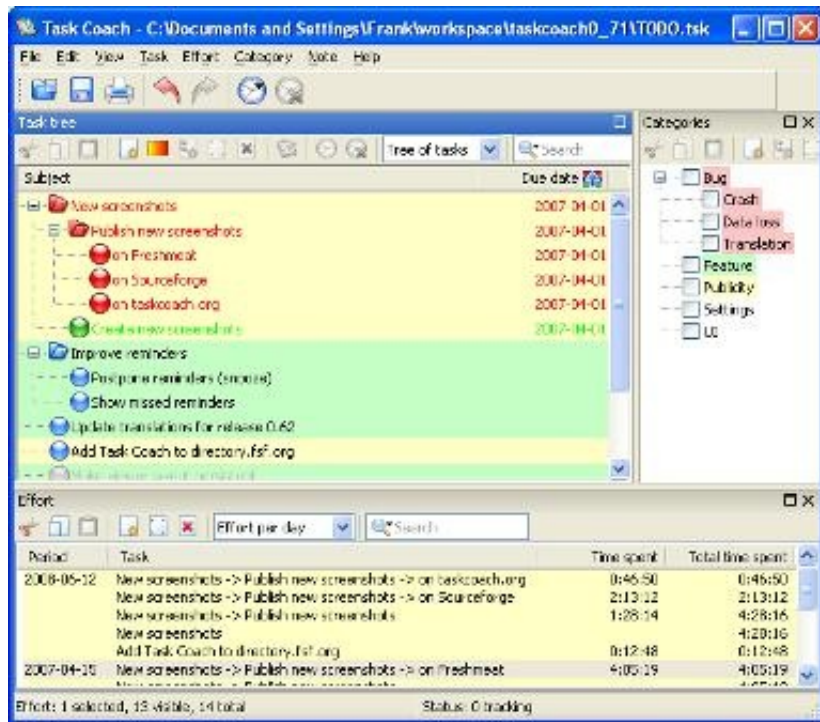 Task Coach - C:\Documents and Settings\Frank\workspace\taskcoach0_71\TODO.tsk
File Edit View Task Effort Category Note Help
Task tree
Tree of tasks Search
Subject Due date
New screenshots 2007-04-01
Publish new screenshots 2007-04-01
on Freshmeat 2007-04-01
on Sourceforge 2007-04-01
on taskcoach.org 2007-04-01
Create new screenshots 2007-04-01
Improve reminders
Postpone reminders (snooze)
Show missed reminders
Update translations for release 0.62
Add Task Coach to directory.fsf.org
Categories
Bug
Crash
Data loss
Translation
Feature
Publicity
Settings
UI
Effort
Effort per day Search
Period Task Time spent Total time spent
2008-06-12 New screenshots -> Publish new screenshots -> on taskcoach.org 0:46:50 0:46:50
New screenshots -> Publish new screenshots -> on Sourceforge 2:13:12 2:13:12
New screenshots -> Publish new screenshots 1:28:14 4:28:16
New screenshots 4:28:16
Add Task Coach to directory.fsf.org 0:12:48 0:12:48
2007-04-15 New screenshots -> Publish new screenshots -> on Freshmeat 4:05:19 4:05:19
Effort: 1 selected, 13 visible, 14 total Status: 0 tracking